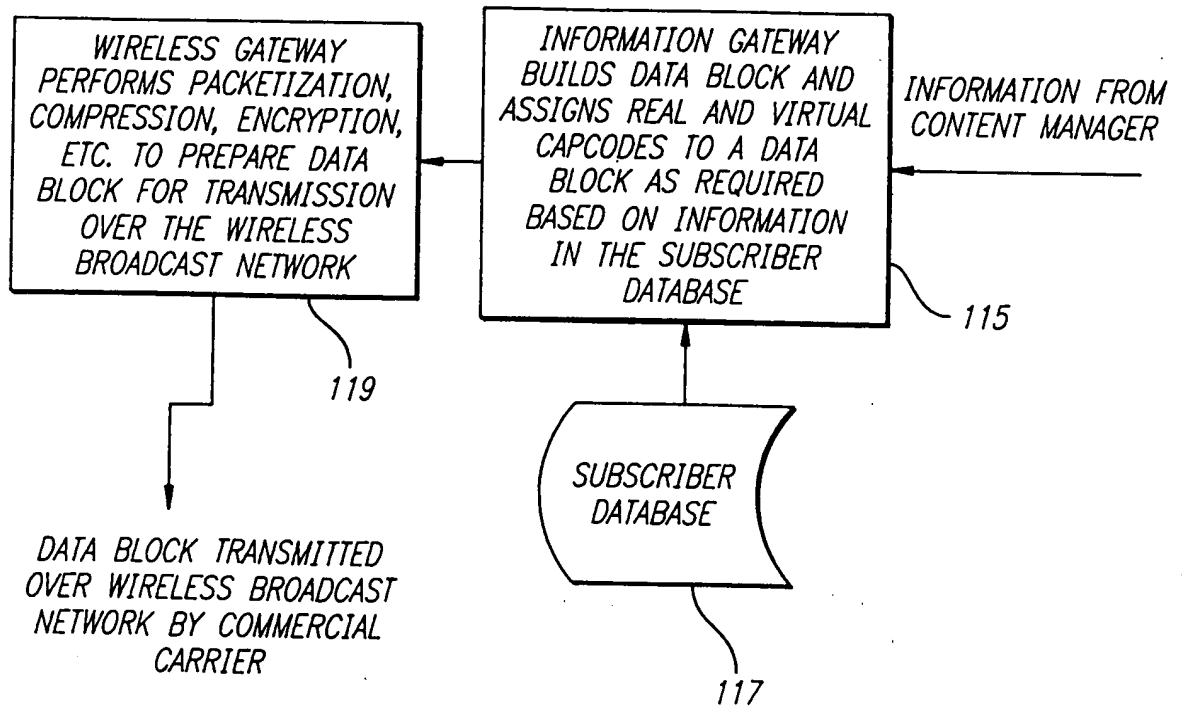 WIRELESS GATEWAY
PERFORMS PACKETIZATION,
COMPRESSION, ENCRYPTION,
ETC. TO PREPARE DATA
BLOCK FOR TRANSMISSION
OVER THE WIRELESS
BROADCAST NETWORK
119
INFORMATION GATEWAY
BUILDS DATA BLOCK AND
ASSIGNS REAL AND VIRTUAL
CAPCODES TO A DATA
BLOCK AS REQUIRED
BASED ON INFORMATION
IN THE SUBSCRIBER
DATABASE
115
INFORMATION FROM
CONTENT MANAGER
SUBSCRIBER
DATABASE
117
DATA BLOCK TRANSMITTED
OVER WIRELESS BROADCAST
NETWORK BY COMMERCIAL
CARRIER